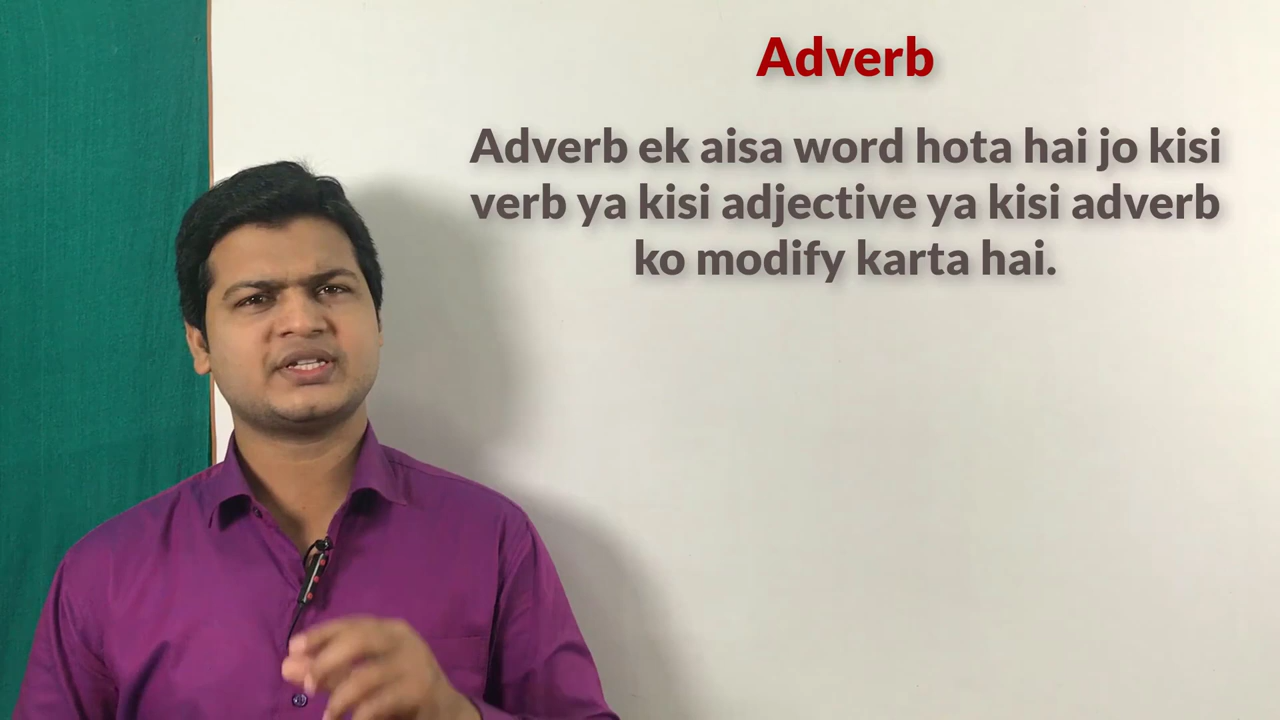 Adverb
Adverb ek aisa word hota hai jo kisi
verb ya kisi adjective ya kisi adverb
ko modify karta hai.